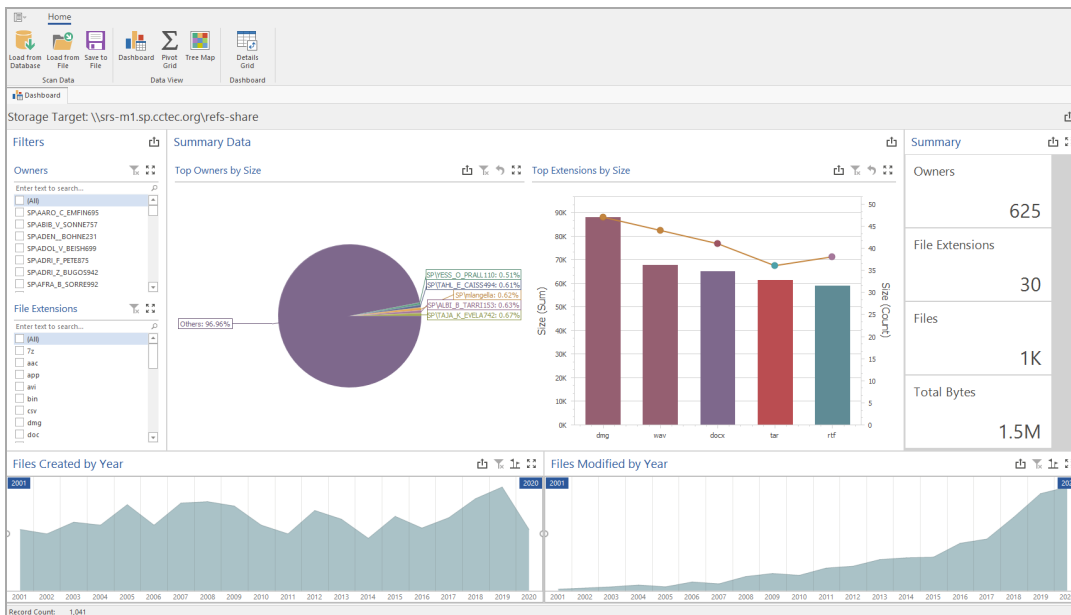 Home
Load from Database
Load from File
Save to File
Dashboard
Pivot Grid
Tree Map
Details Grid
Scan Data
Data View
Dashboard
Dashboard
Storage Target: \\srs-m1.sp.cctec.org\refs-share
Filters
Owners
Enter text to search...
(All)
SP\AARO_C_EMFIN695
SP\ABIB_V_SONNE757
SP\ADEN__BOHNE231
SP\ADOL_V_BEISH699
SP\ADRI_F_PETE875
SP\ADRI_Z_BUGOS942
SP\AFRA_B_SORRE992
File Extensions
Enter text to search...
(All)
7z
aac
app
avi
bin
csv
dmg
doc
Summary Data
Top Owners by Size
SP\YESS_O_PRALL110: 0.51%
SP\TAHL_E_CAISS494: 0.61%
SP\mlangella: 0.62%
SP\ALBI_B_TARRI153: 0.63%
SP\TAJA_K_EVELA742: 0.67%
Others: 96.96%
Top Extensions by Size
Size (Sum)
90K
80K
70K
60K
50K
40K
30K
20K
10K
0K
dmg wav docx tar rtf
50
45
40
35
30
25
20
15
10
5
0
Size (Count)
Summary
Owners
625
File Extensions
30
Files
1K
Total Bytes
1.5M
Files Created by Year
2001 2020
2001 2002 2003 2004 2005 2006 2007 2008 2009 2010 2011 2012 2013 2014 2015 2016 2017 2018 2019 2020
Files Modified by Year
2001 202
2001 2002 2003 2004 2005 2006 2007 2008 2009 2010 2011 2012 2013 2014 2015 2016 2017 2018 2019 202
Record Count: 1,041